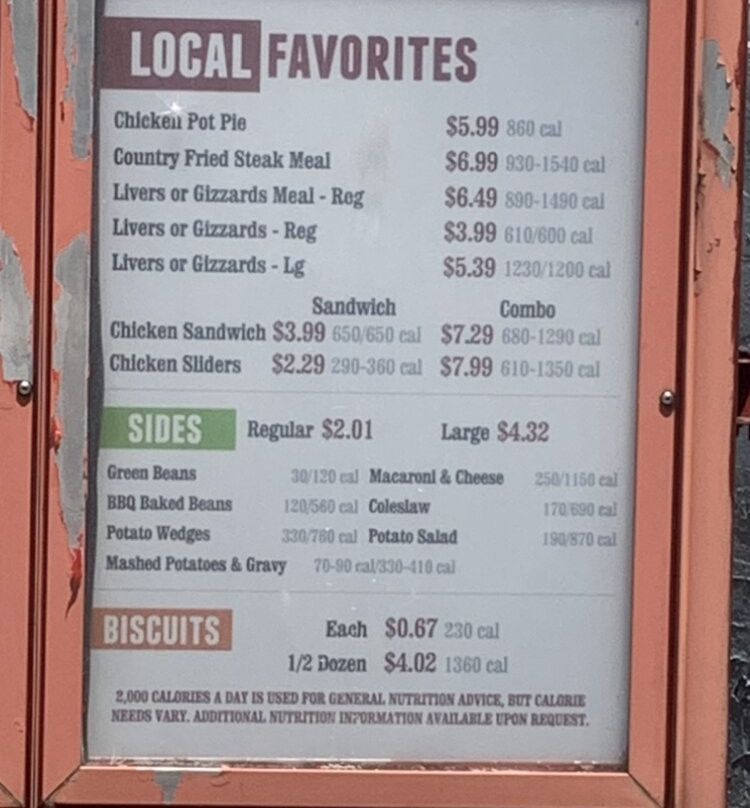 LOCAL FAVORITES
Chicken Pot Pie $5.99 860 cal
Country Fried Steak Meal $6.99 930-1540 cal
Livers or Gizzards Meal - Reg $6.49 890-1490 cal
Livers or Gizzards - Reg $3.99 610/600 cal
Livers or Gizzards - Lg $5.39 1230/1200 cal
Sandwich Combo
Chicken Sandwich $3.99 650/650 cal $7.29 680-1290 cal
Chicken Sliders $2.29 290-360 cal $7.99 610-1350 cal
SIDES Regular $2.01 Large $4.32
Green Beans 30/120 cal Macaroni & Cheese 250/1150 cal
BBQ Baked Beans 120/560 cal Coleslaw 170/690 cal
Potato Wedges 330/760 cal Potato Salad 190/870 cal
Mashed Potatoes & Gravy 70-90 cal/330-410 cal
BISCUITS Each $0.67 230 cal
1/2 Dozen $4.02 1360 cal
2,000 CALORIES A DAY IS USED FOR GENERAL NUTRITION ADVICE, BUT CALORIE
NEEDS VARY. ADDITIONAL NUTRITION INFORMATION AVAILABLE UPON REQUEST.